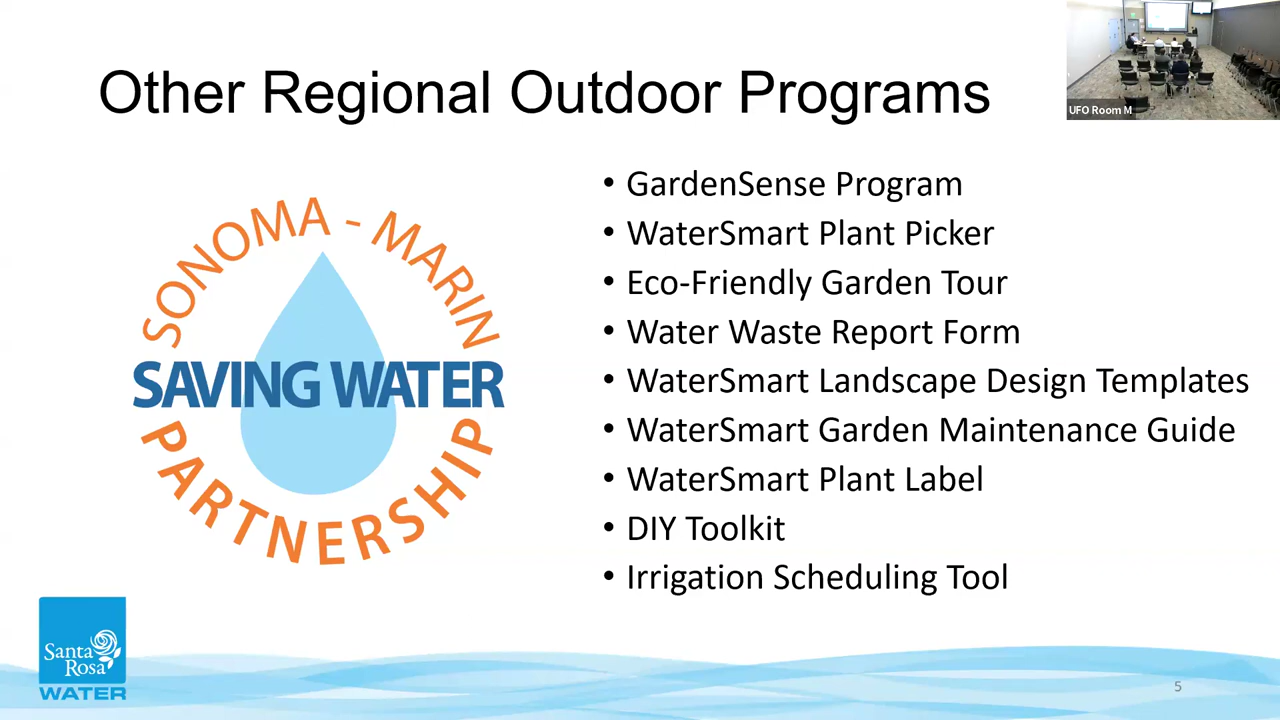 Other Regional Outdoor Programs
UFO Room M
SONOMA - MARIN
SAVING WATER
PARTNERSHIP
• GardenSense Program
• WaterSmart Plant Picker
• Eco-Friendly Garden Tour
• Water Waste Report Form
• WaterSmart Landscape Design Templates
• WaterSmart Garden Maintenance Guide
• WaterSmart Plant Label
• DIY Toolkit
• Irrigation Scheduling Tool
Santa
Rosa
WATER
5